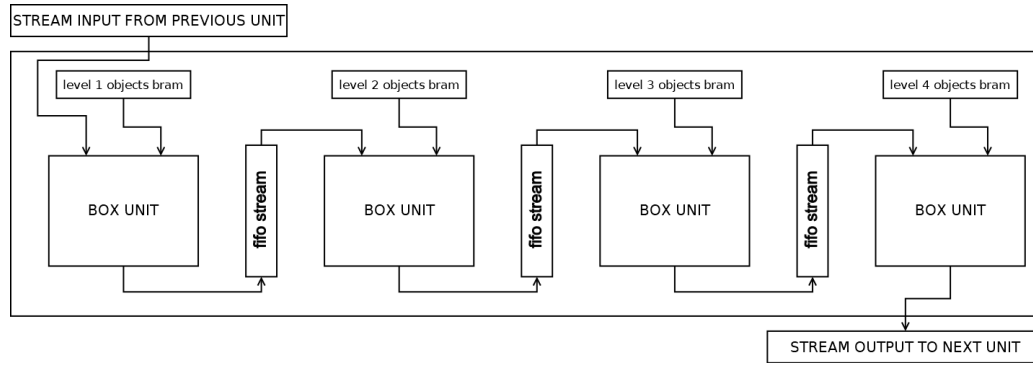 STREAM INPUT FROM PREVIOUS UNIT
level 1 objects bram
level 2 objects bram
level 3 objects bram
level 4 objects bram
BOX UNIT
fifo stream
BOX UNIT
fifo stream
BOX UNIT
fifo stream
BOX UNIT
STREAM OUTPUT TO NEXT UNIT